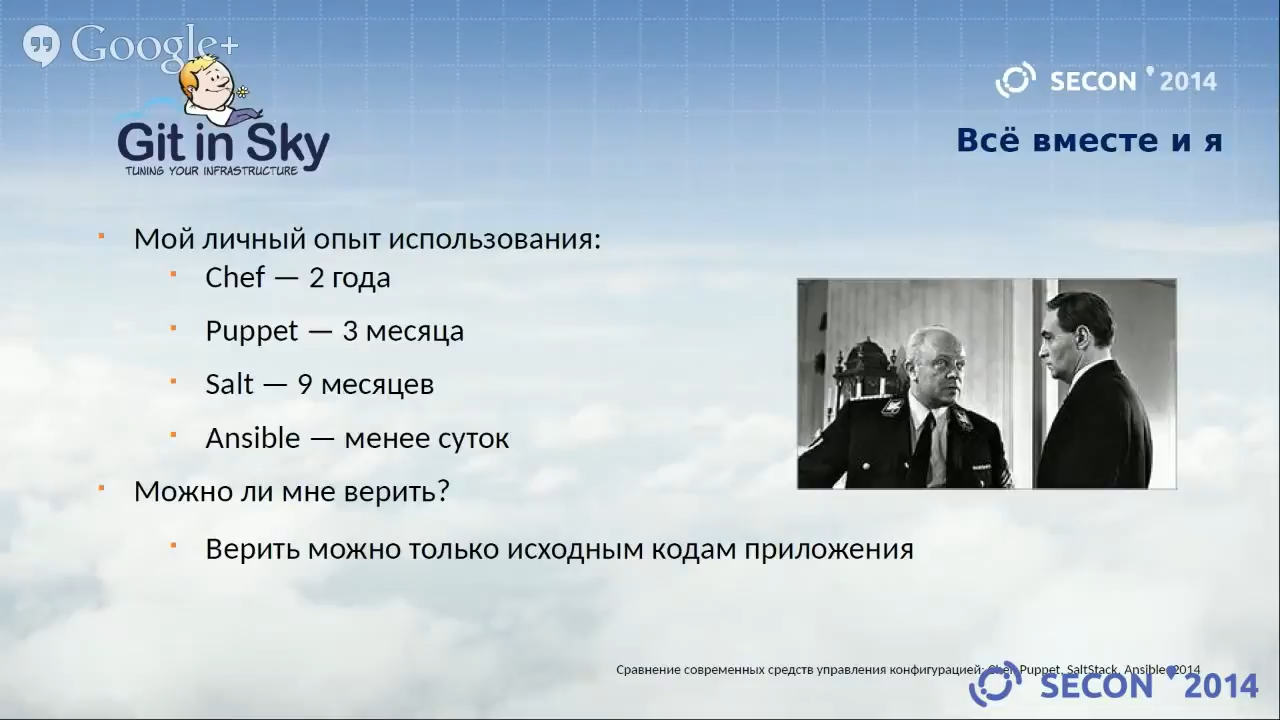 Google+
Git in Sky
TUNING YOUR INFRASTRUCTURE
SECON 2014
Всё вместе и я
Мой личный опыт использования:
Chef — 2 года
Puppet — 3 месяца
Salt — 9 месяцев
Ansible — менее суток
Можно ли мне верить?
Верить можно только исходным кодам приложения
Сравнение современных средств управления конфигурацией: Chef, Puppet, SaltStack, Ansible, 2014
SECON 2014